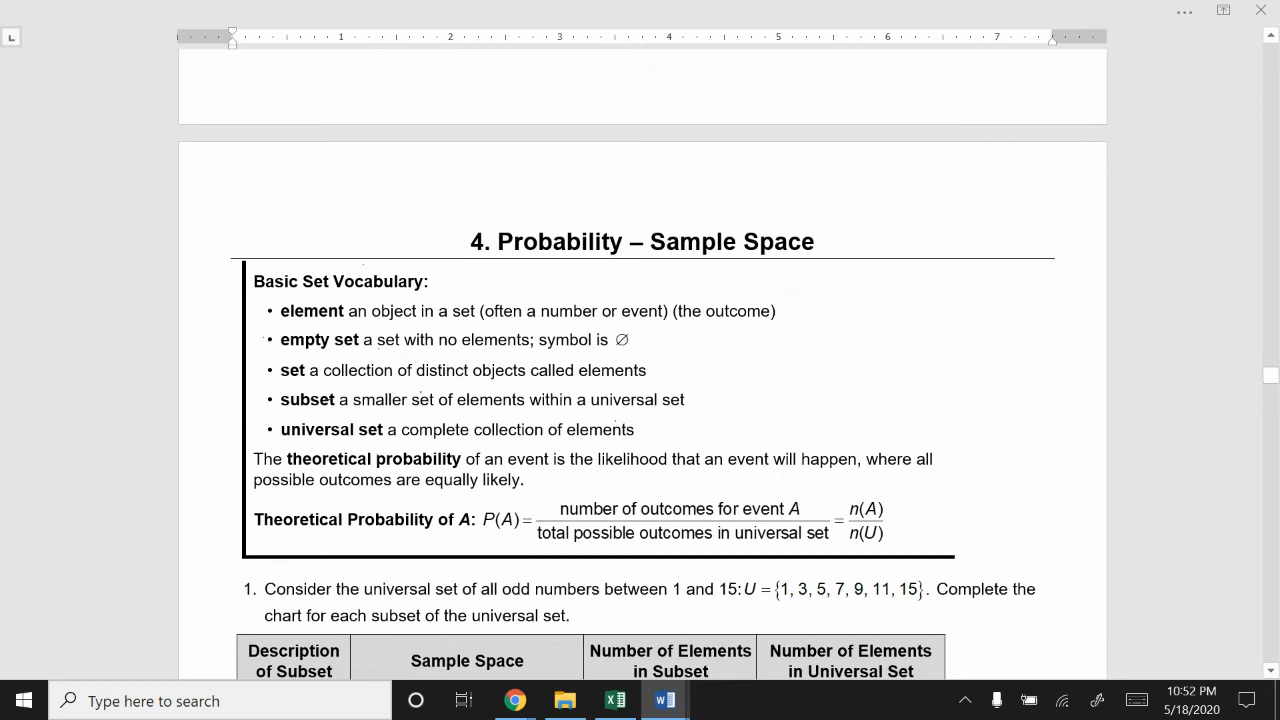 1 2 3 4 5 6 7
4. Probability – Sample Space
Basic Set Vocabulary:
• element an object in a set (often a number or event) (the outcome)
• empty set a set with no elements; symbol is ∅
• set a collection of distinct objects called elements
• subset a smaller set of elements within a universal set
• universal set a complete collection of elements
The theoretical probability of an event is the likelihood that an event will happen, where all
possible outcomes are equally likely.
Theoretical Probability of A: P(A) = number of outcomes for event A / total possible outcomes in universal set = n(A) / n(U)
1. Consider the universal set of all odd numbers between 1 and 15: U = {1, 3, 5, 7, 9, 11, 15}. Complete the
chart for each subset of the universal set.
Description of Subset
Sample Space
Number of Elements in Subset
Number of Elements in Universal Set
Type here to search
10:52 PM
5/18/2020